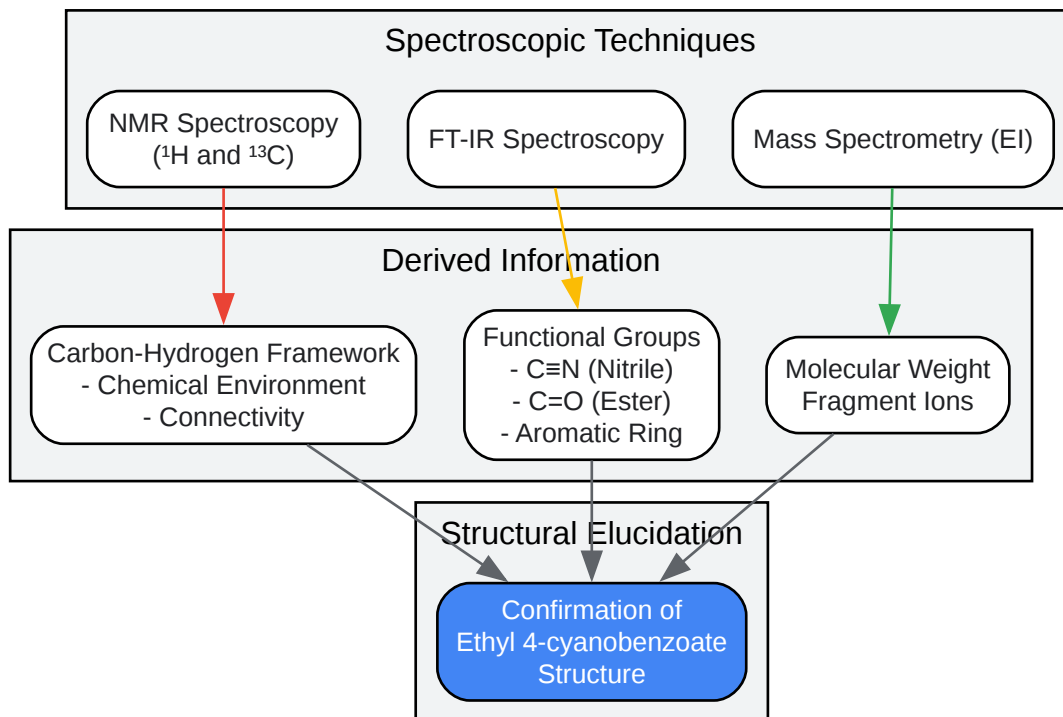 Spectroscopic Techniques
NMR Spectroscopy
(¹H and ¹³C)
FT-IR Spectroscopy
Mass Spectrometry (EI)
Derived Information
Carbon-Hydrogen Framework
- Chemical Environment
- Connectivity
Functional Groups
- C≡N (Nitrile)
- C=O (Ester)
- Aromatic Ring
Molecular Weight
Fragment Ions
Structural Elucidation
Confirmation of
Ethyl 4-cyanobenzoate
Structure